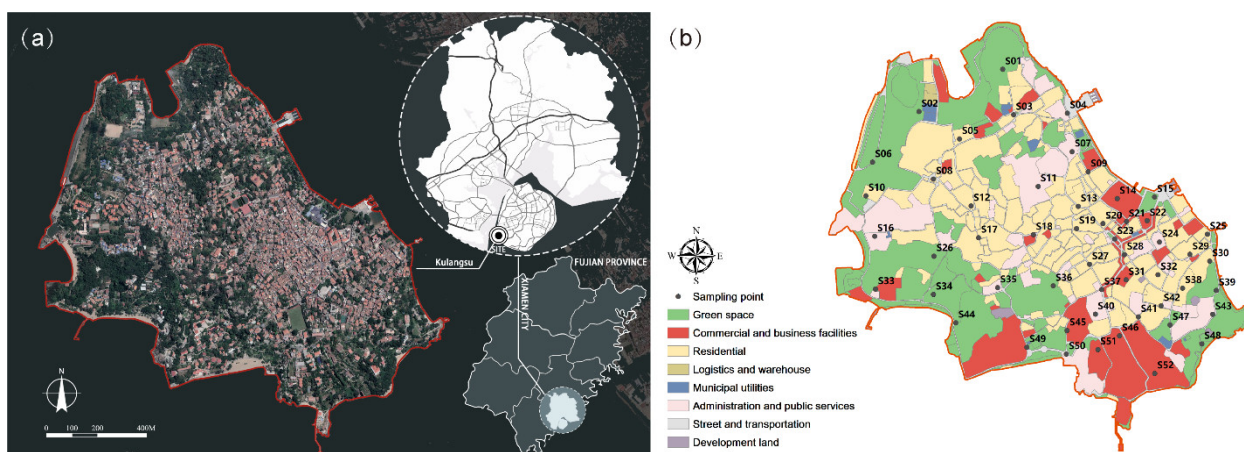 (a)
SITE
Kulangsu
XIAMEN CITY
FUJIAN PROVINCE
N
0 100 200 400M
(b)
S01
S02
S03
S04
S05
S06
S07
S08
S09
S10
S11
S12
S13
S14
S15
S16
S17
S18
S19
S20
S21
S22
S23
S24
S25
S26
S27
S28
S29
S30
S31
S32
S33
S34
S35
S36
S37
S38
S39
S40
S41
S42
S43
S44
S45
S46
S47
S48
S49
S50
S51
S52
N
W E
S
Sampling point
Green space
Commercial and business facilities
Residential
Logistics and warehouse
Municipal utilities
Administration and public services
Street and transportation
Development land